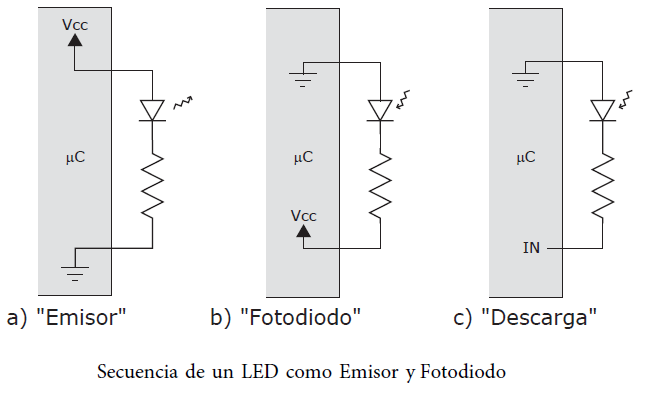 Vcc
μC
a) "Emisor"
μC
Vcc
b) "Fotodiodo"
μC
IN
c) "Descarga"
Secuencia de un LED como Emisor y Fotodiodo